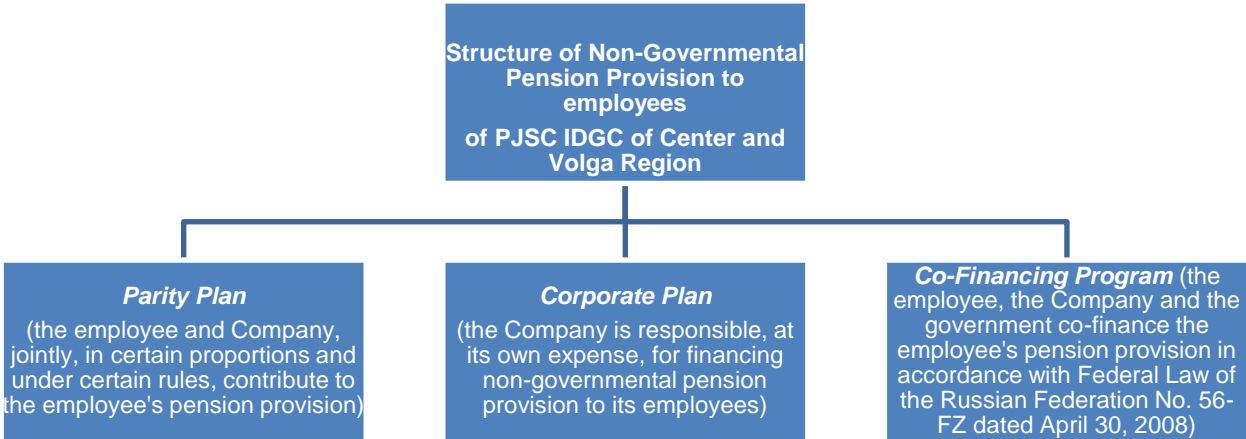 Structure of Non-Governmental
Pension Provision to
employees
of PJSC IDGC of Center and
Volga Region
Parity Plan
(the employee and Company,
jointly, in certain proportions and
under certain rules, contribute to
the employee's pension provision)
Corporate Plan
(the Company is responsible, at
its own expense, for financing
non-governmental pension
provision to its employees)
Co-Financing Program (the
employee, the Company and the
government co-finance the
employee's pension provision in
accordance with Federal Law of
the Russian Federation No. 56-
FZ dated April 30, 2008)